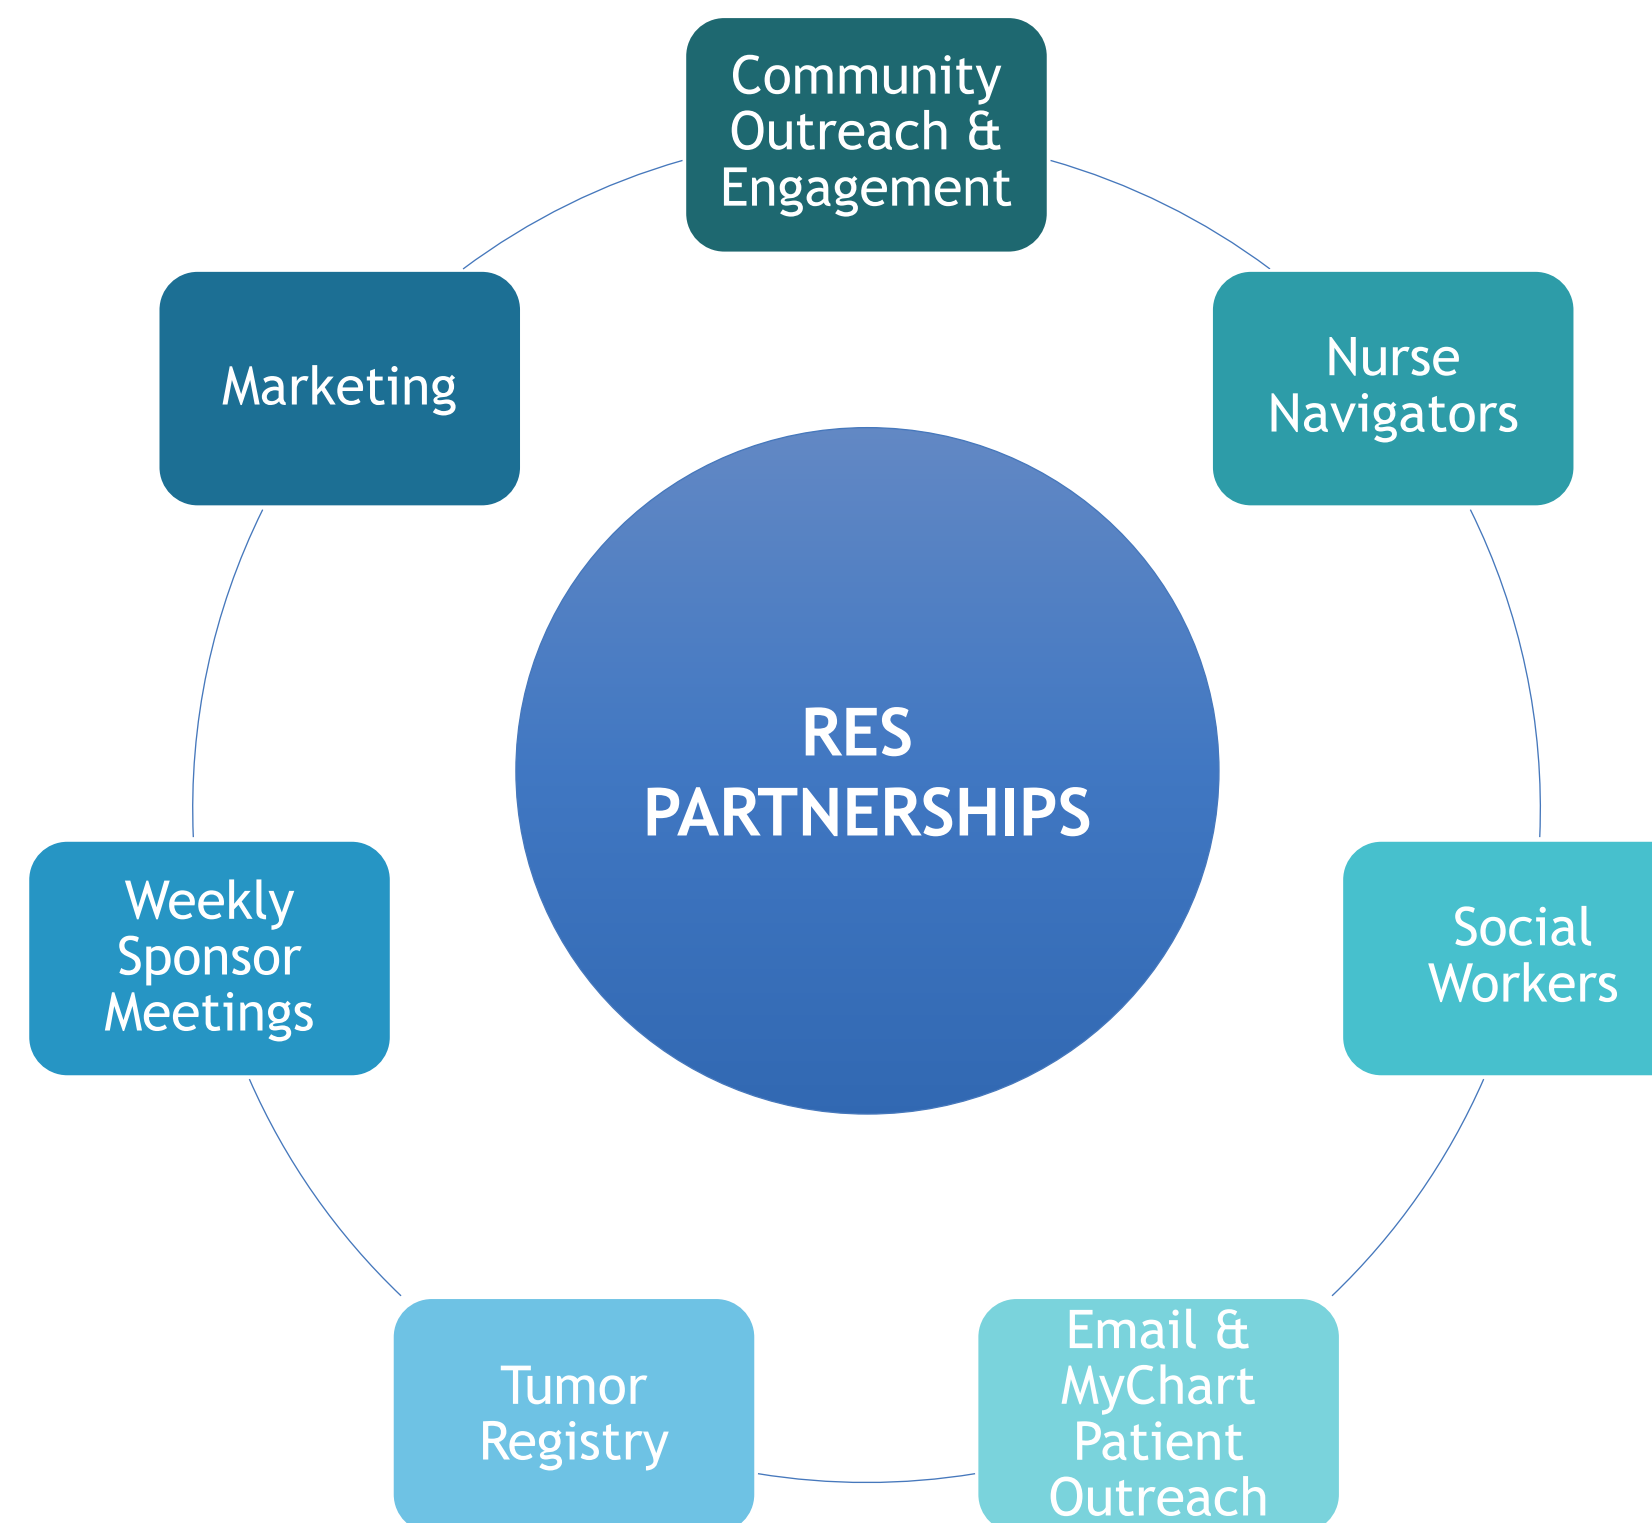 Community
Outreach &
Engagement
Nurse
Navigators
Social
Workers
Email &
MyChart
Patient
Outreach
Tumor
Registry
Weekly
Sponsor
Meetings
Marketing
RES
PARTNERSHIPS